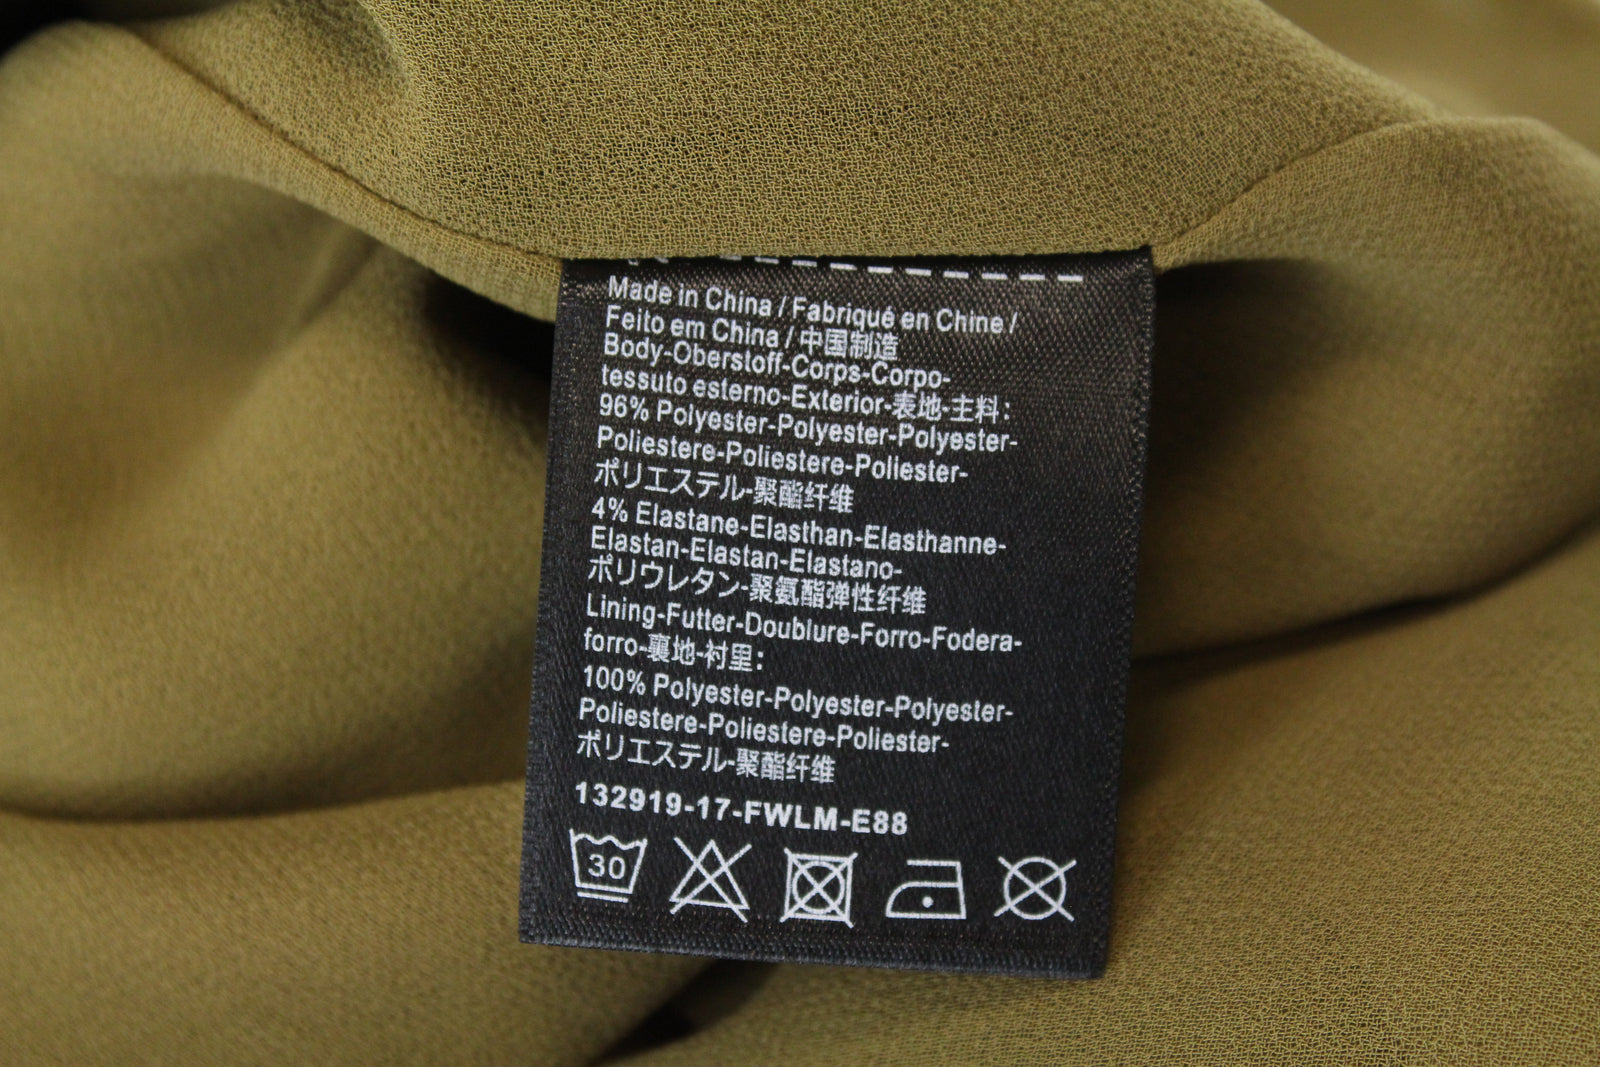 Made in China / Fabriqué en Chine /
Feito em China / 中国制造
Body-Oberstoff-Corps-Corpo-
tessuto esterno-Exterior-表地-主料:
96% Polyester-Polyester-Polyester-
Poliestere-Poliestere-Poliester-
ポリエステル-聚酯纤维
4% Elastane-Elasthan-Elasthanne-
Elastan-Elastan-Elastano-
ポリウレタン-聚氨酯弹性纤维
Lining-Futter-Doublure-Forro-Fodera-
forro-裏地-衬里:
100% Polyester-Polyester-Polyester-
Poliestere-Poliestere-Poliester-
ポリエステル-聚酯纤维
132919-17-FWLM-E88
30